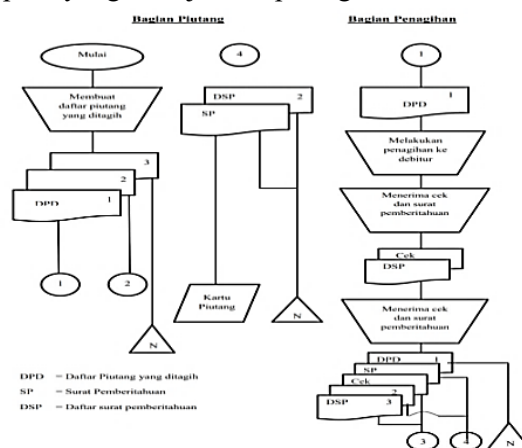 Bagian Piutang
Mulai
Membuat
daftar piutang
yang ditagih
3
2
DPD 1
1
2
N
4
DSP 2
SP
Kartu
Piutang
N
Bagian Penagihan
1
1
DPD
Melakukan
penagihan ke
debitur
Menerima cek
dan surat
pemberitahuan
Cek
DSP
Menerima cek
dan surat
pemberitahuan
DPD 1
SP
Cek
2
DSP 3
3
4
N
DPD = Daftar Piutang yang ditagih
SP = Surat Pemberitahuan
DSP = Daftar surat pemberitahuan